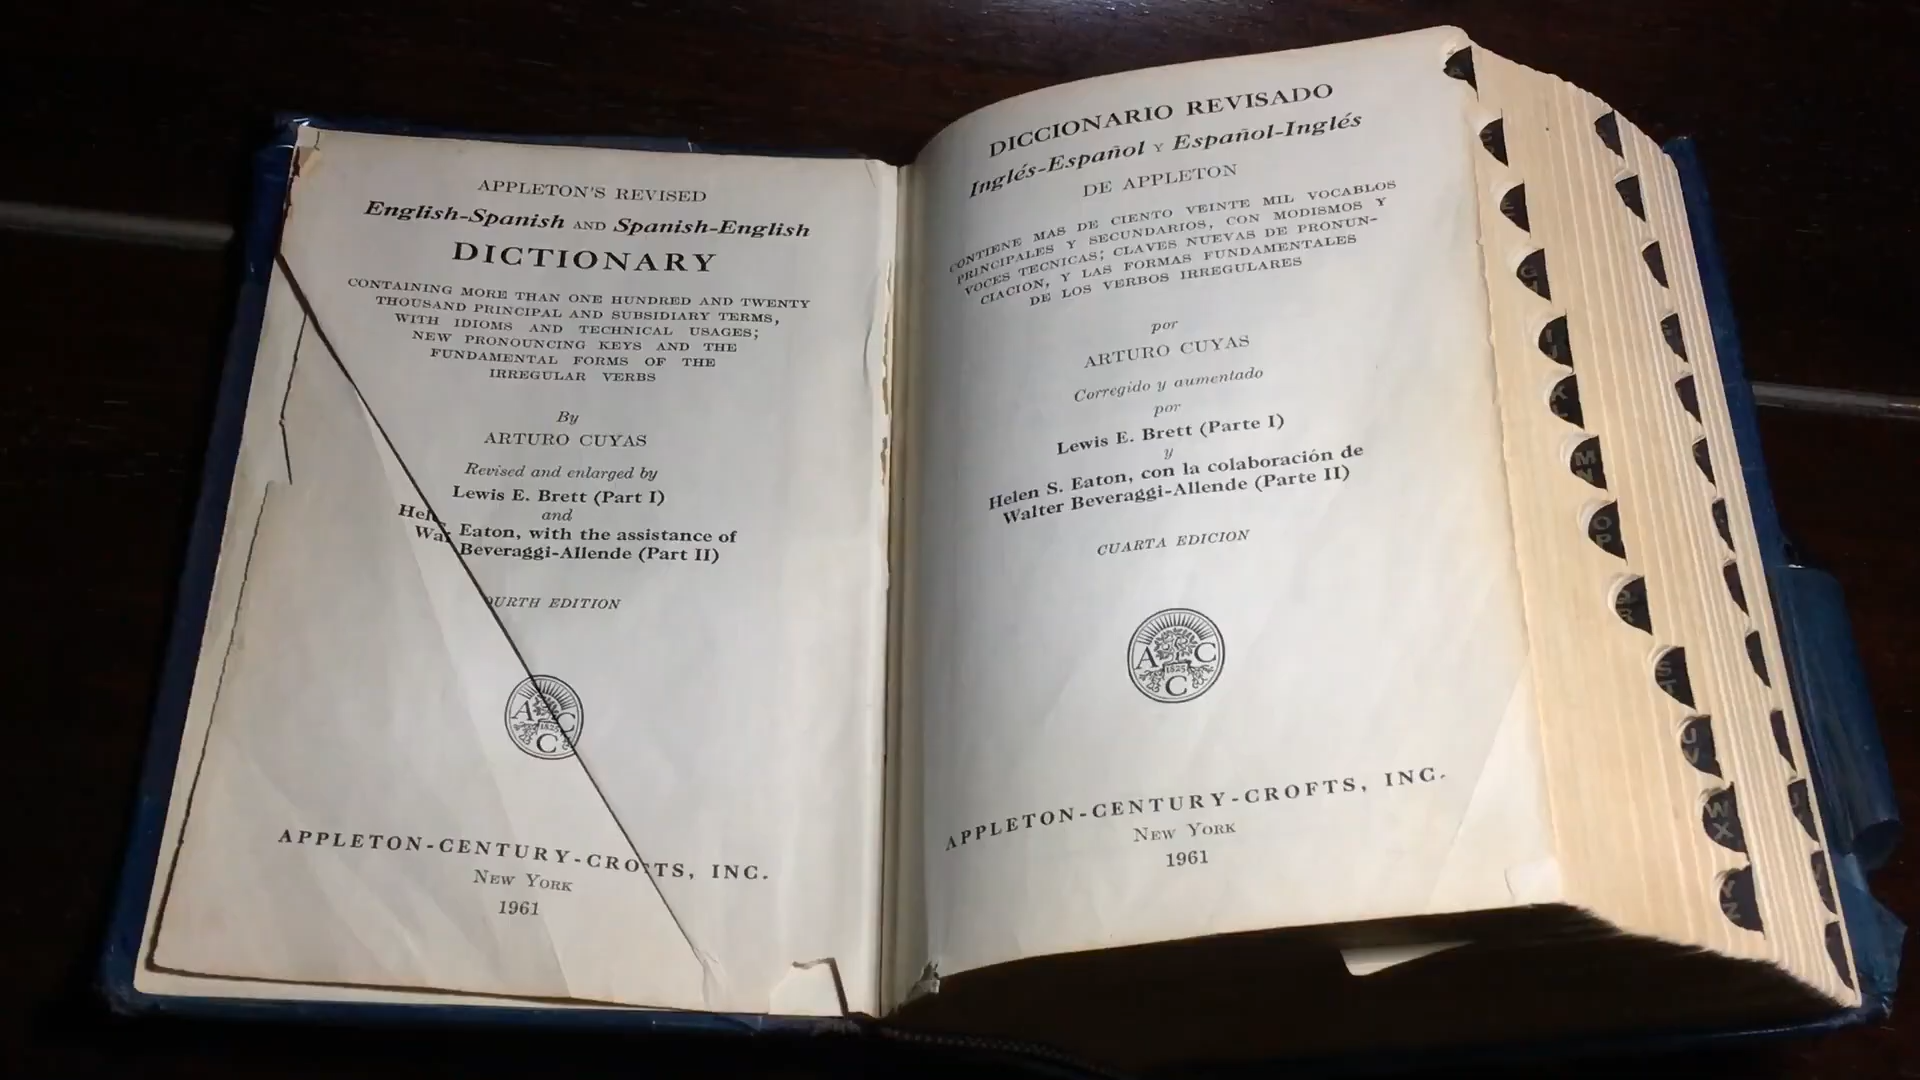 APPLETON'S REVISED
English-Spanish AND Spanish-English
DICTIONARY
CONTAINING MORE THAN ONE HUNDRED AND TWENTY
THOUSAND PRINCIPAL AND SUBSIDIARY TERMS,
WITH IDIOMS AND TECHNICAL USAGES;
NEW PRONOUNCING KEYS AND THE
FUNDAMENTAL FORMS OF THE
IRREGULAR VERBS
By
ARTURO CUYAS
Revised and enlarged by
Lewis E. Brett (Part I)
and
Eaton, with the assistance of
Beveraggi-Allende (Part II)
EDITION
A C
1825
C
APPLETON-CENTURY-CROFTS, INC.
NEW YORK
1961
DICCIONARIO REVISADO
Inglés-Español Y Español-Inglés
DE APPLETON
CONTIENE MAS DE CIENTO VEINTE MIL VOCABLOS
PRINCIPALES Y SECUNDARIOS, CON MODISMOS Y
VOCES TECNICAS; CLAVES NUEVAS DE PRONUN-
CIACION, Y LAS FORMAS FUNDAMENTALES
DE LOS VERBOS IRREGULARES
por
ARTURO CUYAS
Corregido y aumentado
por
Lewis E. Brett (Parte I)
y
Helen S. Eaton, con la colaboración de
Walter Beveraggi-Allende (Parte II)
CUARTA EDICION
A C
1825
C
APPLETON-CENTURY-CROFTS, INC.
NEW YORK
1961
M
N
O
P
S
T
U
V
W
X
Y
Z